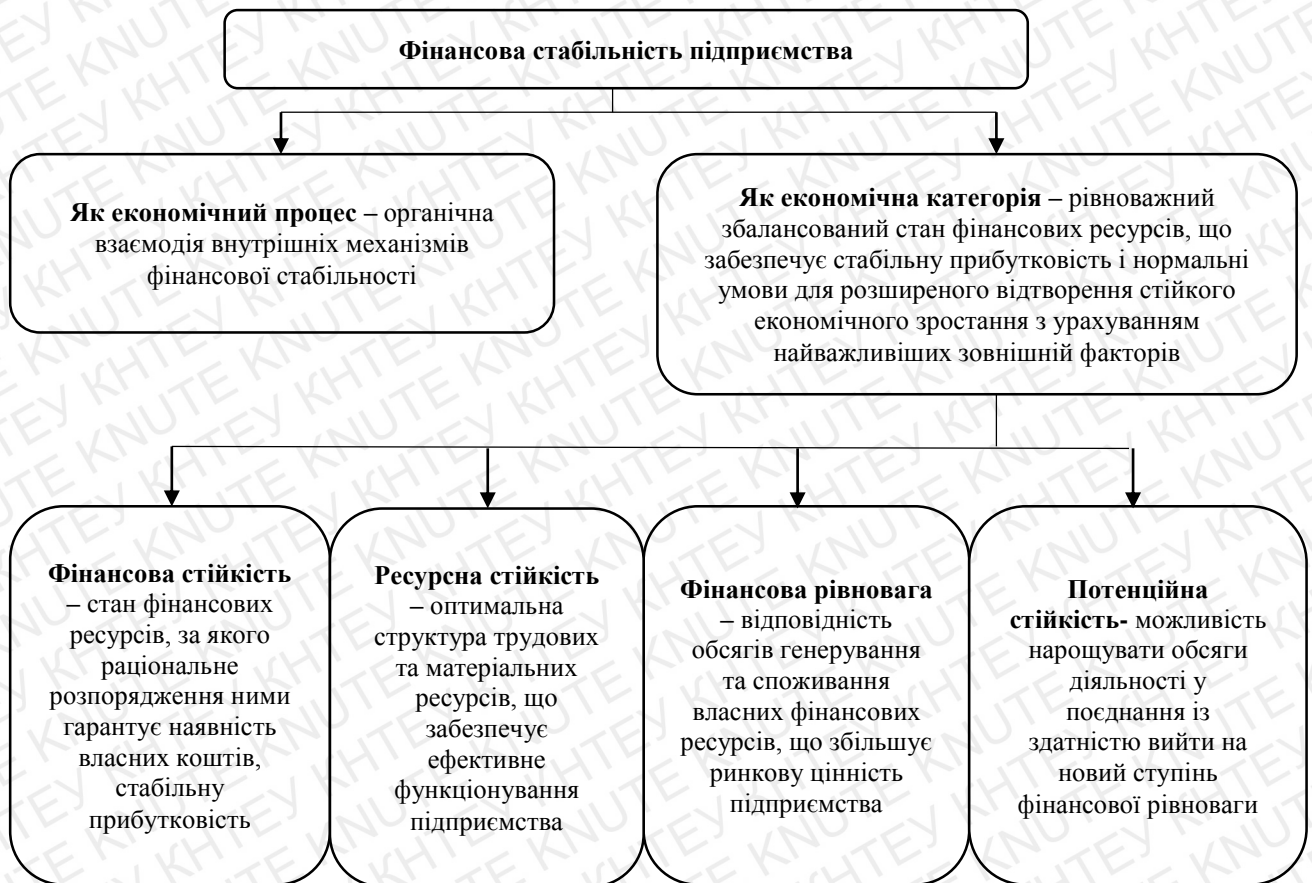 Фінансова стабільність підприємства
Як економічний процес – органічна
взаємодія внутрішніх механізмів
фінансової стабільності
Як економічна категорія – рівноважний
збалансований стан фінансових ресурсів, що
забезпечує стабільну прибутковість і нормальні
умови для розширеного відтворення стійкого
економічного зростання з урахуванням
найважливіших зовнішній факторів
Фінансова стійкість
– стан фінансових
ресурсів, за якого
раціональне
розпорядження ними
гарантує наявність
власних коштів,
стабільну
прибутковість
Ресурсна стійкість
– оптимальна
структура трудових
та матеріальних
ресурсів, що
забезпечує
ефективне
функціонування
підприємства
Фінансова рівновага
– відповідність
обсягів генерування
та споживання
власних фінансових
ресурсів, що збільшує
ринкову цінність
підприємства
Потенційна
стійкість- можливість
нарощувати обсяги
діяльності у
поєднання із
здатністю вийти на
новий ступінь
фінансової рівноваги